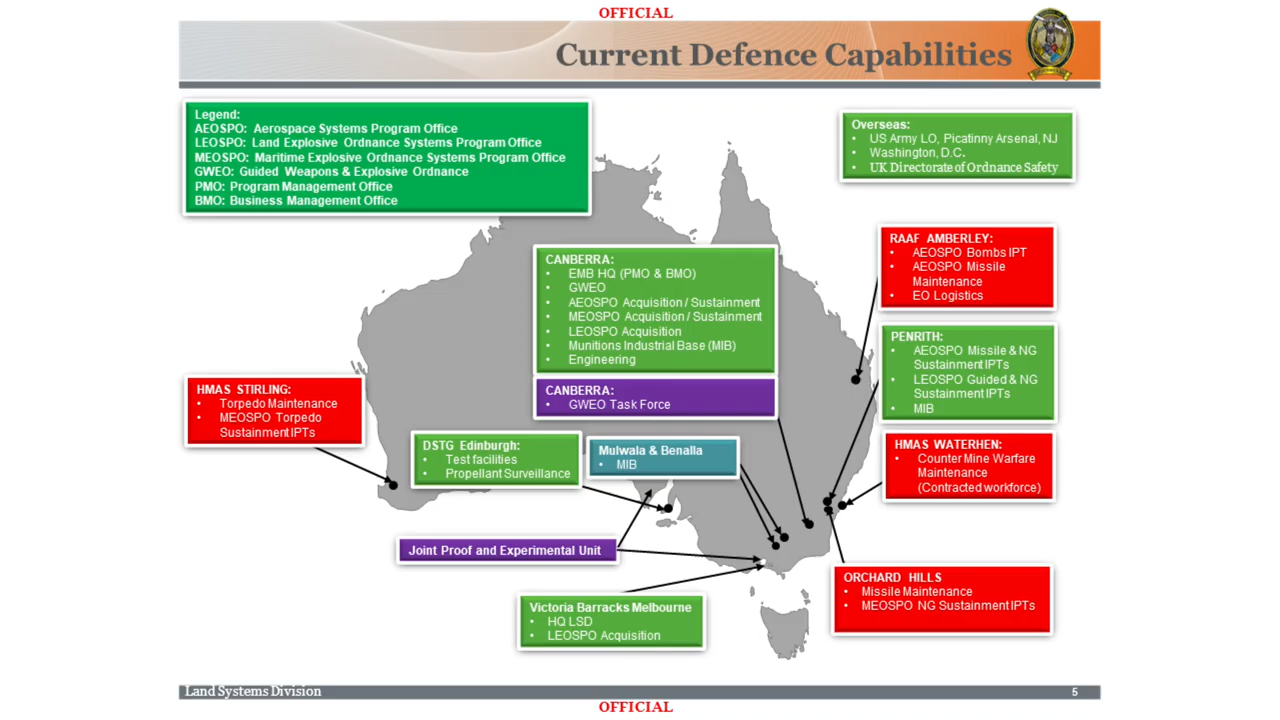 OFFICIAL
Current Defence Capabilities
Legend:
AEOSPO: Aerospace Systems Program Office
LEOSPO: Land Explosive Ordnance Systems Program Office
MEOSPO: Maritime Explosive Ordnance Systems Program Office
GWEO: Guided Weapons & Explosive Ordnance
PMO: Program Management Office
BMO: Business Management Office
Overseas:
• US Army LO, Picatinny Arsenal, NJ
• Washington, D.C.
• UK Directorate of Ordnance Safety
RAAF AMBERLEY:
• AEOSPO Bombs IPT
• AEOSPO Missile
Maintenance
• EO Logistics
CANBERRA:
• EMB HQ (PMO & BMO)
• GWEO
• AEOSPO Acquisition / Sustainment
• MEOSPO Acquisition / Sustainment
• LEOSPO Acquisition
• Munitions Industrial Base (MIB)
• Engineering
PENRITH:
• AEOSPO Missile & NG
Sustainment IPTs
• LEOSPO Guided & NG
Sustainment IPTs
• MIB
CANBERRA:
• GWEO Task Force
HMAS STIRLING:
• Torpedo Maintenance
• MEOSPO Torpedo
Sustainment IPTs
DSTG Edinburgh:
• Test facilities
• Propellant Surveillance
Mulwala & Benalla
• MIB
HMAS WATERHEN:
• Counter Mine Warfare
Maintenance
(Contracted workforce)
Joint Proof and Experimental Unit
ORCHARD HILLS
• Missile Maintenance
• MEOSPO NG Sustainment IPTs
Victoria Barracks Melbourne
• HQ LSD
• LEOSPO Acquisition
Land Systems Division
5
OFFICIAL